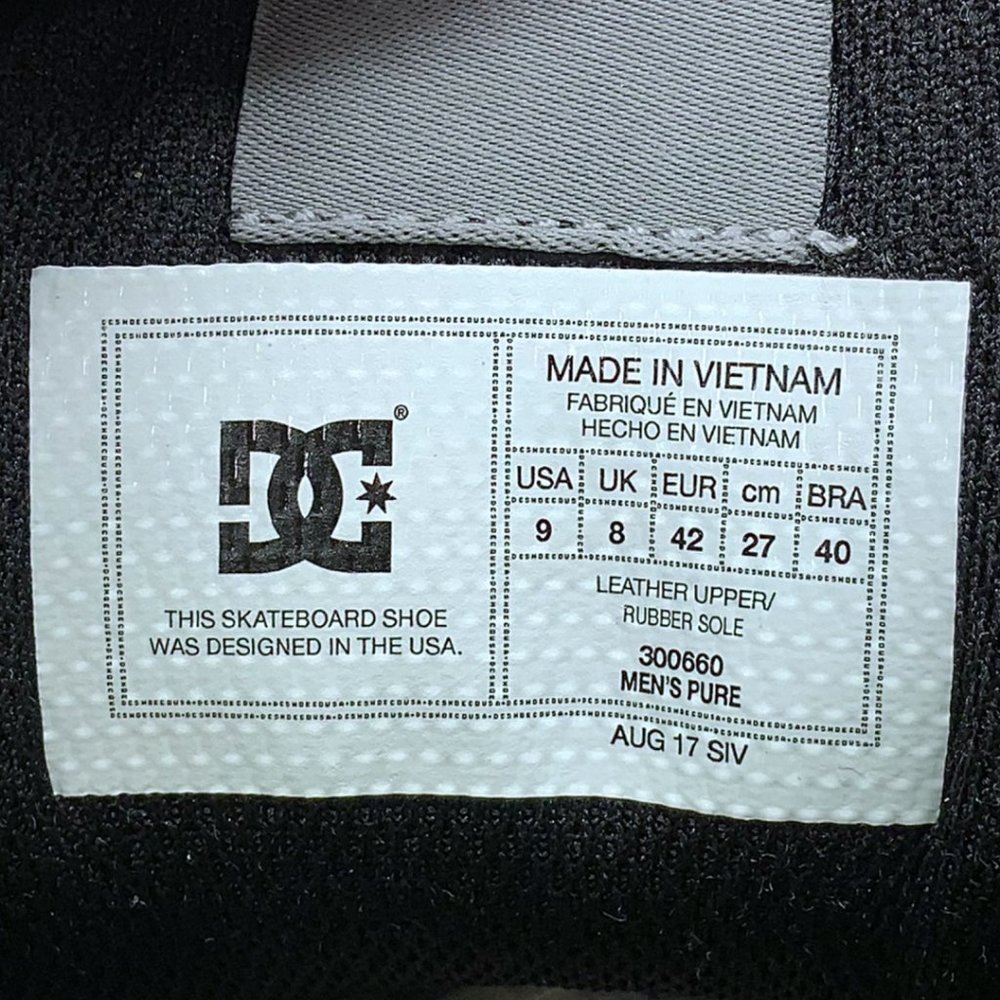 DC®
THIS SKATEBOARD SHOE
WAS DESIGNED IN THE USA.
MADE IN VIETNAM
FABRIQUÉ EN VIETNAM
HECHO EN VIETNAM
USA UK EUR cm BRA
9 8 42 27 40
LEATHER UPPER/
RUBBER SOLE
300660
MEN'S PURE
AUG 17 SIV